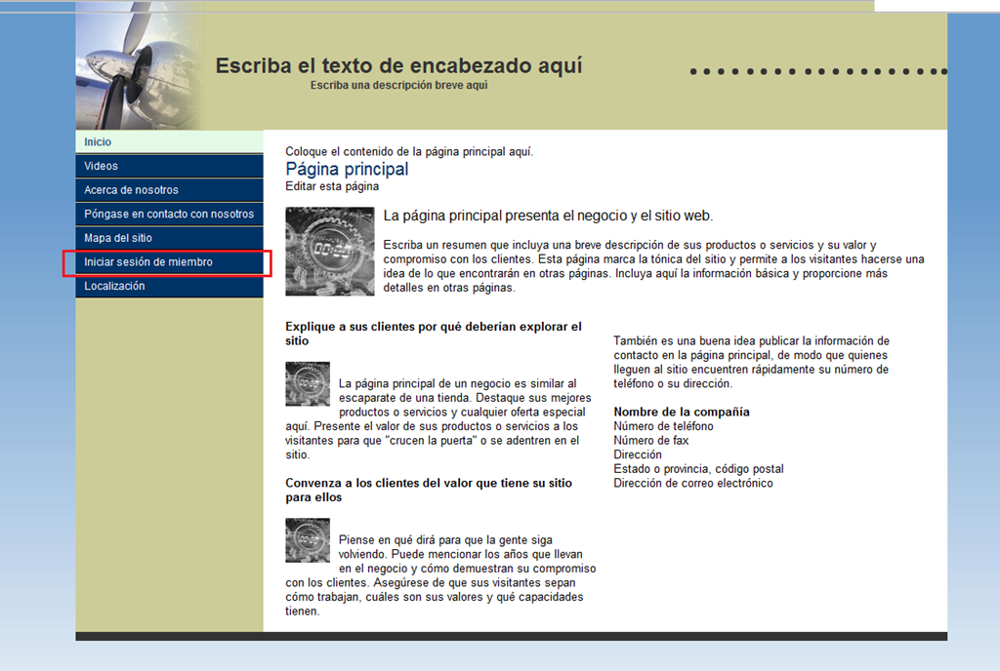 Escriba el texto de encabezado aquí
Escriba una descripción breve aquí
Inicio
Videos
Acerca de nosotros
Póngase en contacto con nosotros
Mapa del sitio
Iniciar sesión de miembro
Localización
Coloque el contenido de la página principal aquí.
Página principal
Editar esta página
La página principal presenta el negocio y el sitio web.
Escriba un resumen que incluya una breve descripción de sus productos o servicios y su valor y
compromiso con los clientes. Esta página marca la tónica del sitio y permite a los visitantes hacerse una
idea de lo que encontrarán en otras páginas. Incluya aquí la información básica y proporcione más
detalles en otras páginas.
Explique a sus clientes por qué deberían explorar el
sitio
La página principal de un negocio es similar al
escaparate de una tienda. Destaque sus mejores
productos o servicios y cualquier oferta especial
aquí. Presente el valor de sus productos o servicios a los
visitantes para que "crucen la puerta" o se adentren en el
sitio.
Convenza a los clientes del valor que tiene su sitio
para ellos
Piense en qué dirá para que la gente siga
volviendo. Puede mencionar los años que llevan
en el negocio y cómo demuestran su compromiso
con los clientes. Asegúrese de que sus visitantes sepan
cómo trabajan, cuáles son sus valores y qué capacidades
tienen.
También es una buena idea publicar la información de
contacto en la página principal, de modo que quienes
lleguen al sitio encuentren rápidamente su número de
teléfono o su dirección.
Nombre de la compañía
Número de teléfono
Número de fax
Dirección
Estado o provincia, código postal
Dirección de correo electrónico